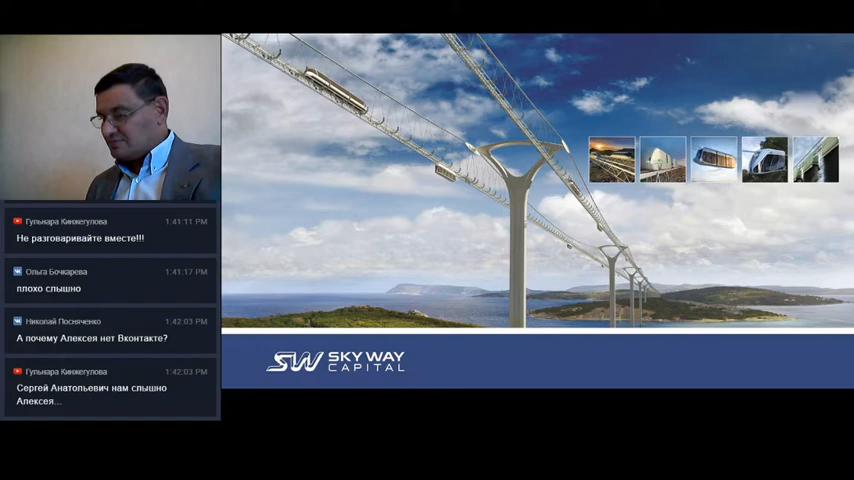 Гульнара Кинжегулова 1:41:11 PM
Не разговаривайте вместе!!!
Ольга Бочкарева 1:41:17 PM
плохо слышно
Николай Посняченко 1:42:03 PM
А почему Алексея нет Вконтакте?
Гульнара Кинжегулова 1:42:03 PM
Сергей Анатольевич нам слышно
Алексея...
SW SKY WAY
CAPITAL